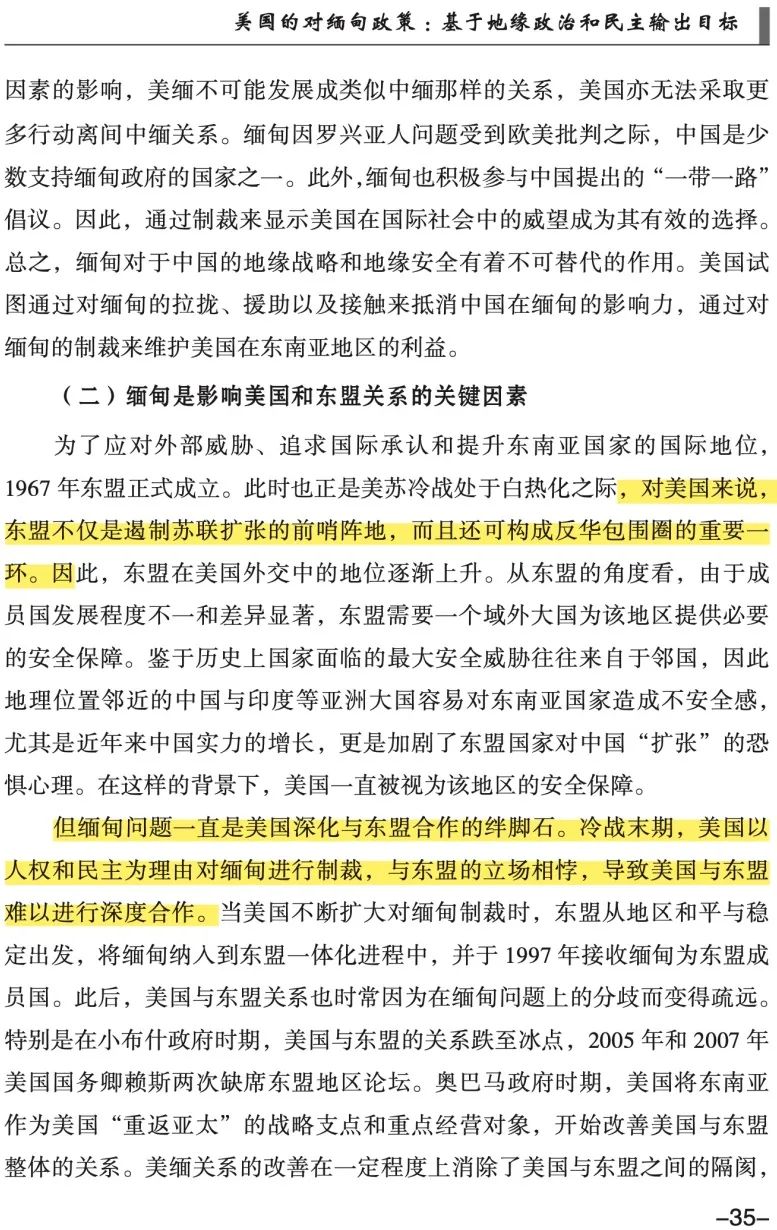 美国的对缅甸政策：基于地缘政治和民主输出目标
因素的影响，美缅不可能发展成类似中缅那样的关系，美国亦无法采取更
多行动离间中缅关系。缅甸因罗兴亚人问题受到欧美批判之际，中国是少
数支持缅甸政府的国家之一。此外，缅甸也积极参与中国提出的“一带一路”
倡议。因此，通过制裁来显示美国在国际社会中的威望成为其有效的选择。
总之，缅甸对于中国的地缘战略和地缘安全有着不可替代的作用。美国试
图通过对缅甸的拉拢、援助以及接触来抵消中国在缅甸的影响力，通过对
缅甸的制裁来维护美国在东南亚地区的利益。
（二）缅甸是影响美国和东盟关系的关键因素
为了应对外部威胁、追求国际承认和提升东南亚国家的国际地位，
1967 年东盟正式成立。此时也正是美苏冷战处于白热化之际，对美国来说，
东盟不仅是遏制苏联扩张的前哨阵地，而且还可构成反华包围圈的重要一
环。因此，东盟在美国外交中的地位逐渐上升。从东盟的角度看，由于成
员国发展程度不一和差异显著，东盟需要一个域外大国为该地区提供必要
的安全保障。鉴于历史上国家面临的最大安全威胁往往来自于邻国，因此
地理位置邻近的中国与印度等亚洲大国容易对东南亚国家造成不安全感，
尤其是近年来中国实力的增长，更是加剧了东盟国家对中国“扩张”的恐
惧心理。在这样的背景下，美国一直被视为该地区的安全保障。
但缅甸问题一直是美国深化与东盟合作的绊脚石。冷战末期，美国以
人权和民主为理由对缅甸进行制裁，与东盟的立场相悖，导致美国与东盟
难以进行深度合作。当美国不断扩大对缅甸制裁时，东盟从地区和平与稳
定出发，将缅甸纳入到东盟一体化进程中，并于 1997 年接收缅甸为东盟成
员国。此后，美国与东盟关系也时常因为在缅甸问题上的分歧而变得疏远。
特别是在小布什政府时期，美国与东盟的关系跌至冰点，2005 年和 2007 年
美国国务卿赖斯两次缺席东盟地区论坛。奥巴马政府时期，美国将东南亚
作为美国“重返亚太”的战略支点和重点经营对象，开始改善美国与东盟
整体的关系。美缅关系的改善在一定程度上消除了美国与东盟之间的隔阂，
-35-